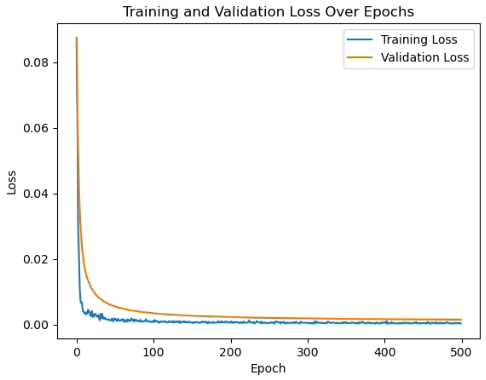 Training and Validation Loss Over Epochs
Training Loss
Validation Loss
0.08
0.06
0.04
0.02
0.00
Loss
0
100
200
300
400
500
Epoch